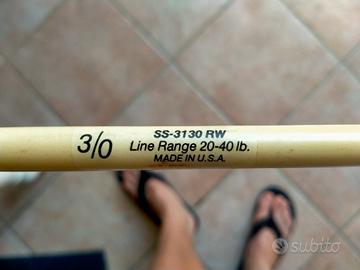 3/0
SS-3130 RW
Line Range 20-40 lb.
MADE IN U.S.A.
subito